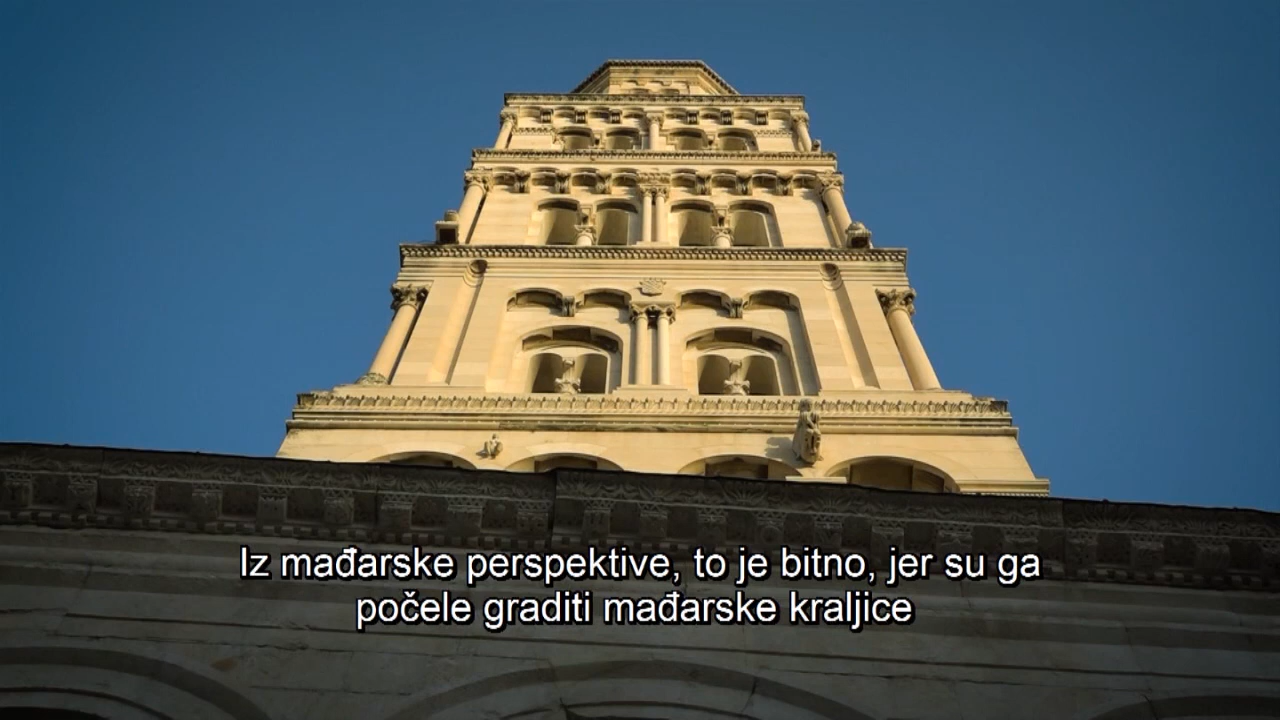 Iz mađarske perspektive, to je bitno, jer su ga
počele graditi mađarske kraljice